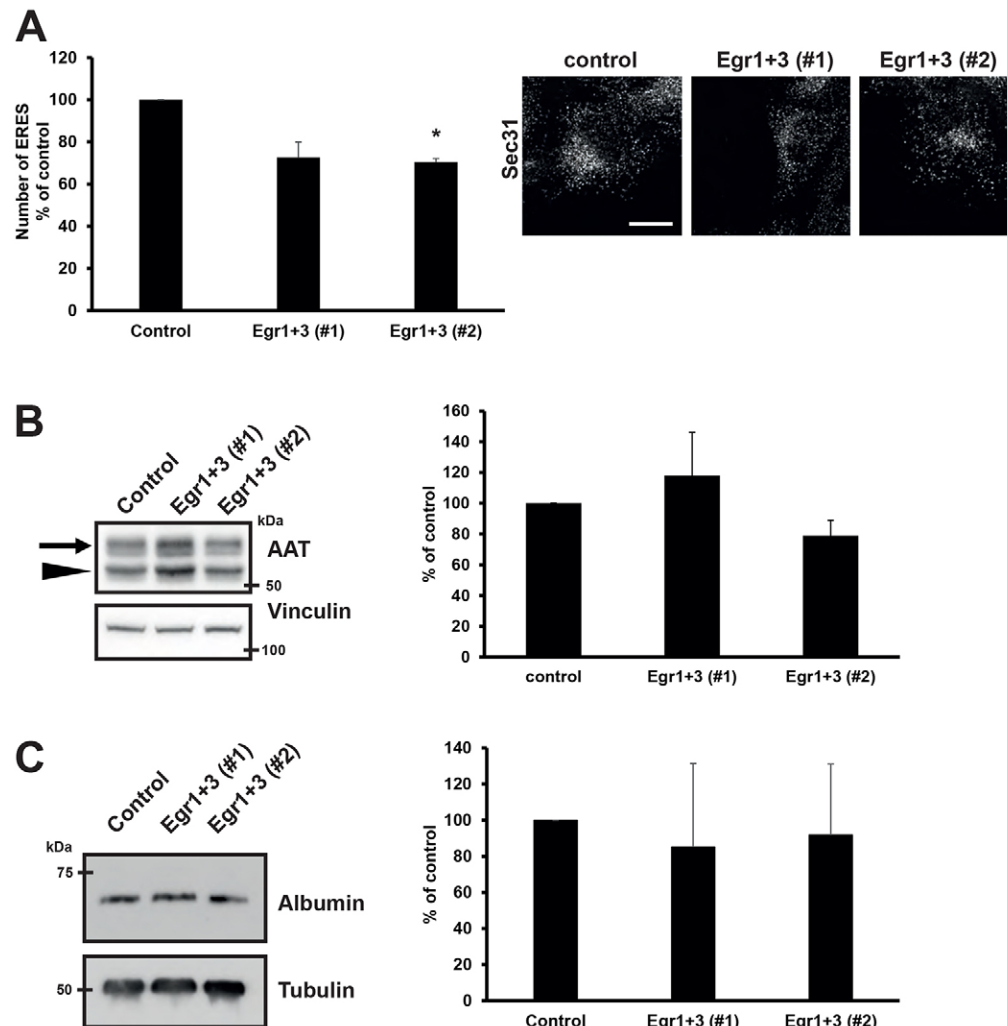 A
120
100
80
60
40
20
0
Number of ERES
% of control
*
Control
Egr1+3 (#1)
Egr1+3 (#2)
control
Egr1+3 (#1)
Egr1+3 (#2)
Sec31
B
Control
Egr1+3 (#1)
Egr1+3 (#2)
kDa
AAT
50
Vinculin
100
160
140
120
100
80
60
40
20
0
% of control
control
Egr1+3 (#1)
Egr1+3 (#2)
C
Control
Egr1+3 (#1)
Egr1+3 (#2)
kDa
75
Albumin
50
Tubulin
140
120
100
80
60
40
20
0
% of control
Control
Egr1+3 (#1)
Egr1+3 (#2)